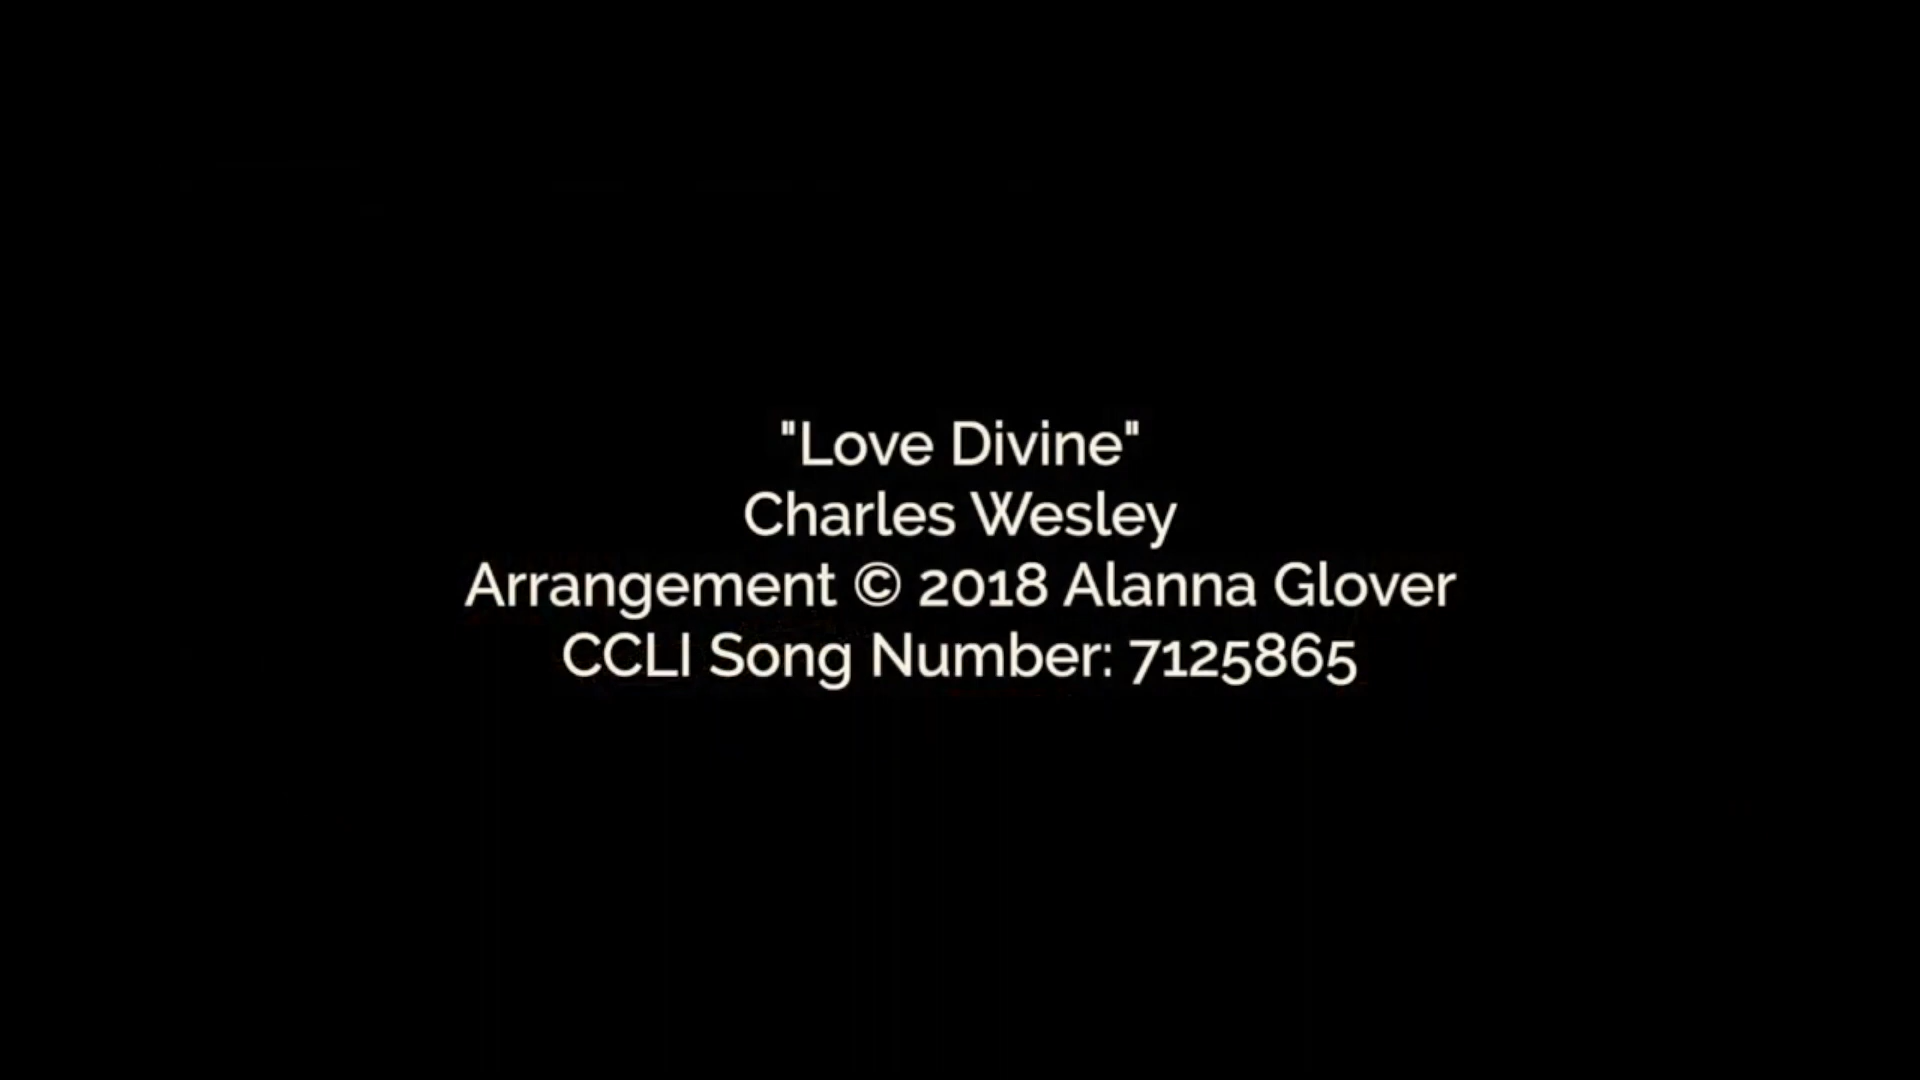 "Love Divine"
Charles Wesley
Arrangement © 2018 Alanna Glover
CCLI Song Number: 7125865